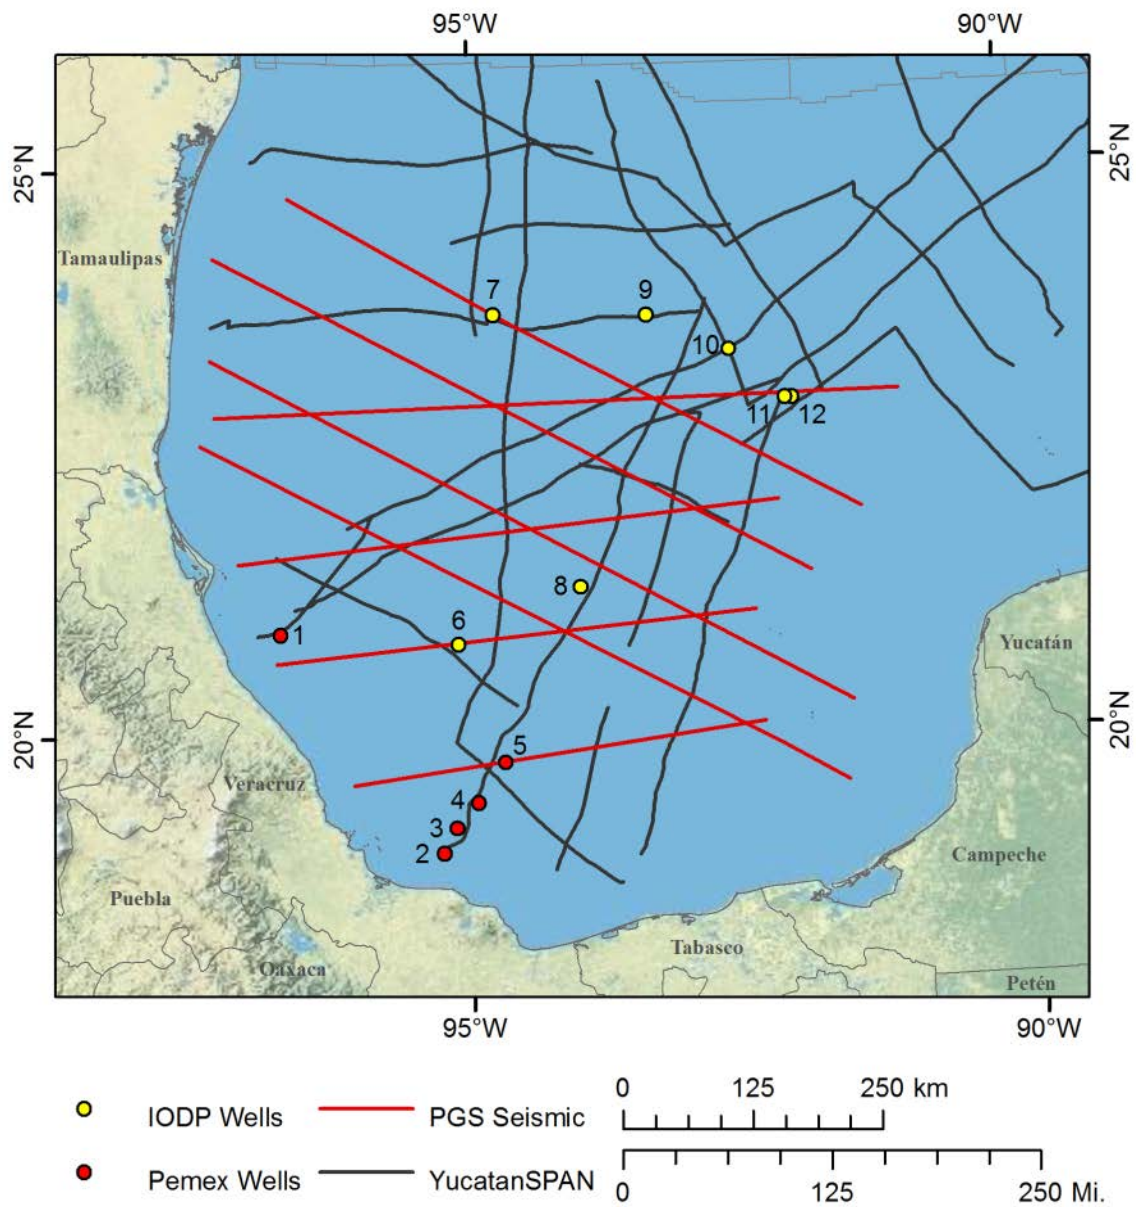 95°W 90°W
25°N 25°N
Tamaulipas
7 9
10
11 12
8
6
1
Yucatán
20°N 20°N
5
Veracruz
4
3
2
Campeche
Puebla
Tabasco
Oaxaca
Petén
95°W 90°W
0 125 250 km
IODP Wells PGS Seismic
Pemex Wells YucatanSPAN
0 125 250 Mi.